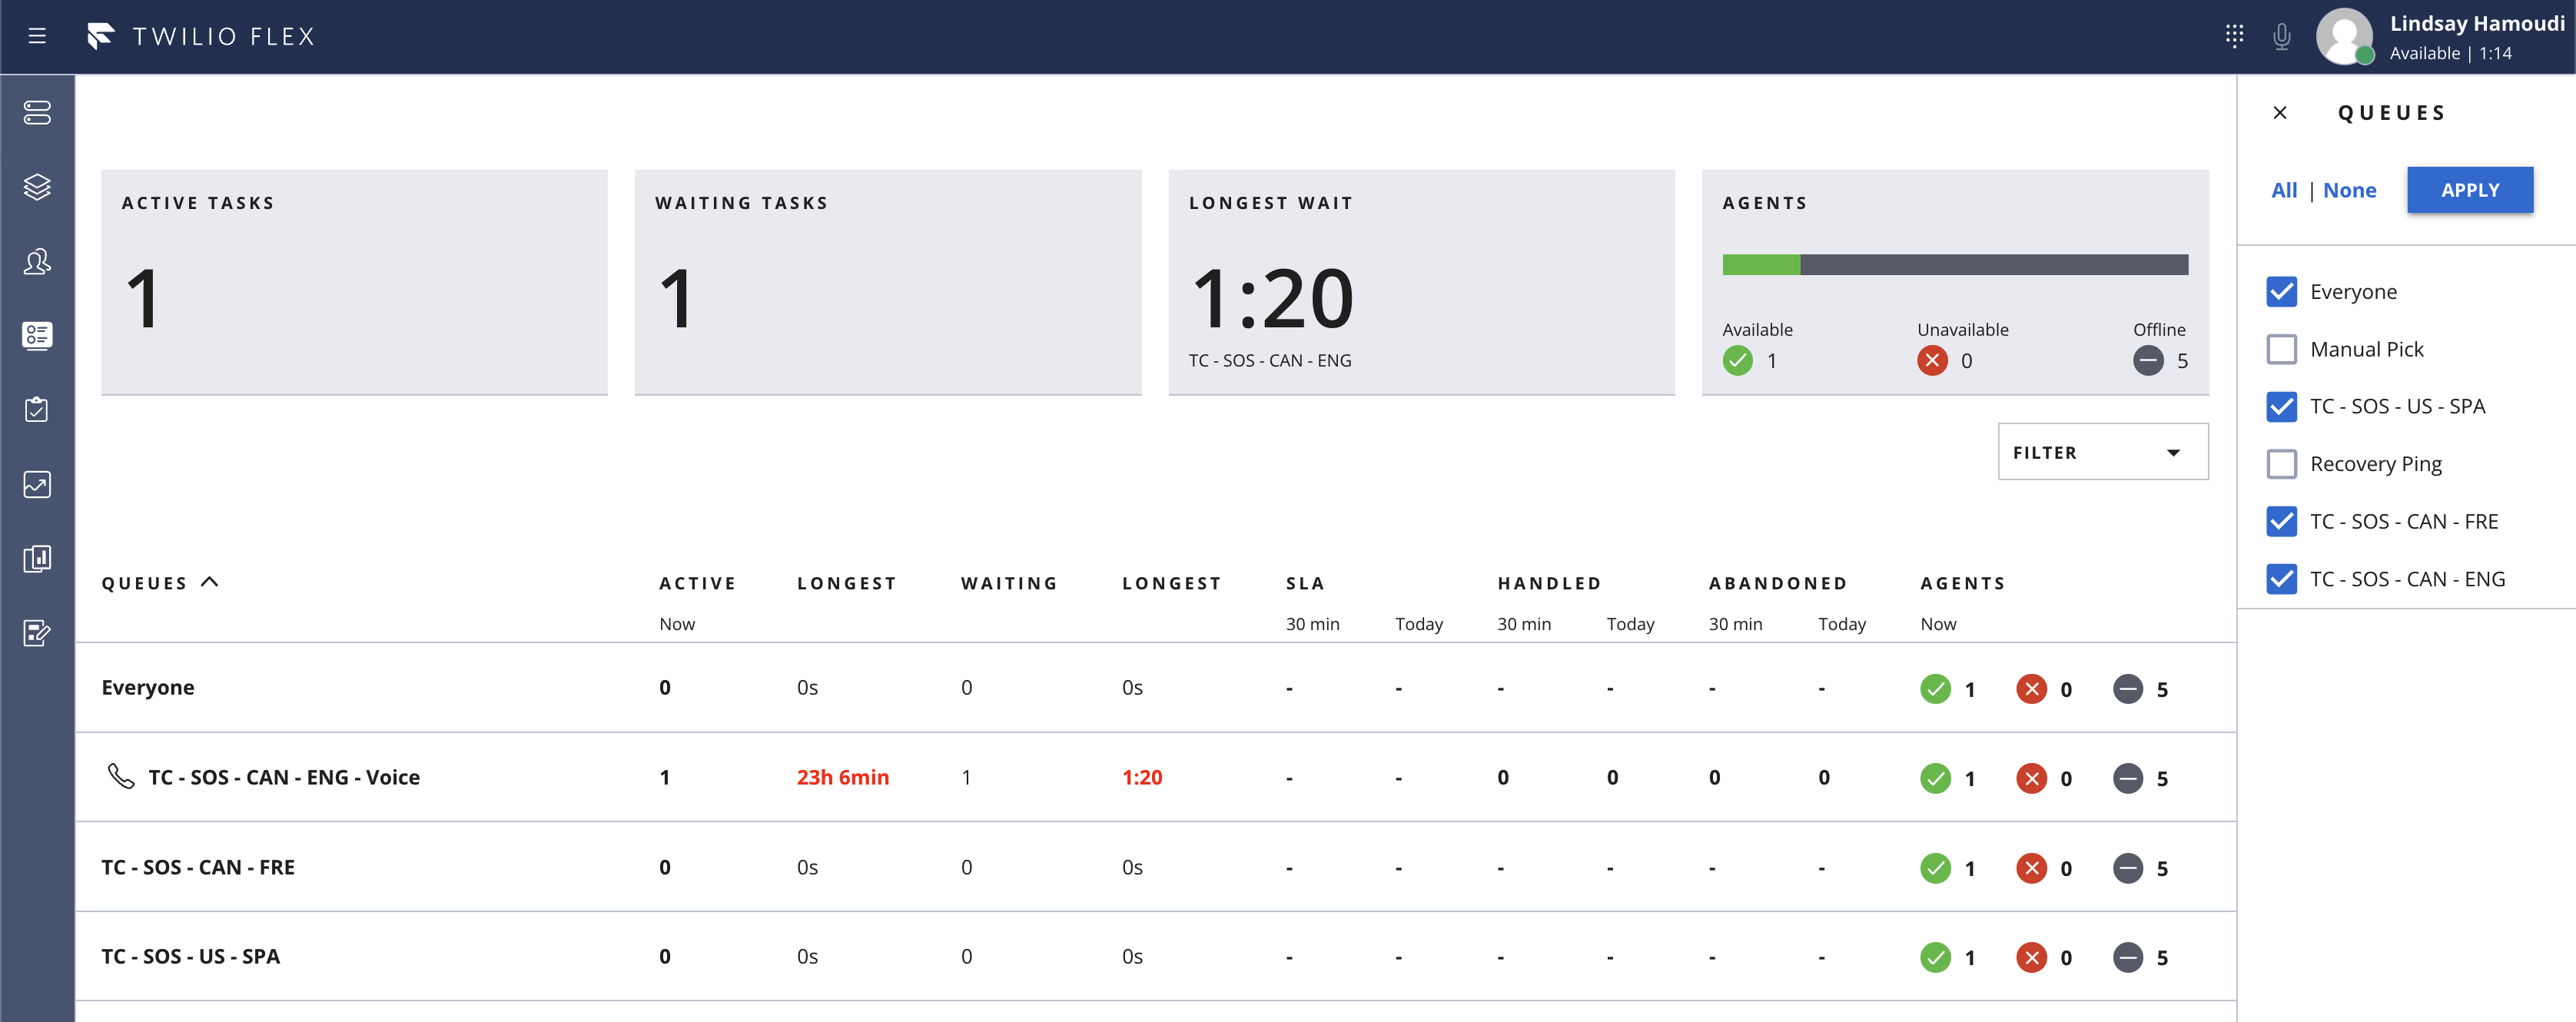 TWILIO FLEX
Lindsay Hamoudi
Available | 1:14
ACTIVE TASKS
1
WAITING TASKS
1
LONGEST WAIT
1:20
TC - SOS - CAN - ENG
AGENTS
Available Unavailable Offline
1 0 5
FILTER
QUEUES ACTIVE LONGEST WAITING LONGEST SLA HANDLED ABANDONED AGENTS
Now 30 min Today 30 min Today 30 min Today Now
Everyone 0 0s 0 0s - - - - - - 1 0 5
TC - SOS - CAN - ENG - Voice 1 23h 6min 1 1:20 - - 0 0 0 0 1 0 5
TC - SOS - CAN - FRE 0 0s 0 0s - - - - - - 1 0 5
TC - SOS - US - SPA 0 0s 0 0s - - - - - - 1 0 5
QUEUES
All | None APPLY
Everyone
Manual Pick
TC - SOS - US - SPA
Recovery Ping
TC - SOS - CAN - FRE
TC - SOS - CAN - ENG